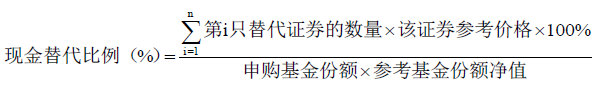 n
∑ 第i只替代证券的数量×该证券参考价格×100%
i=1
现金替代比例（%）=
申购基金份额×参考基金份额净值